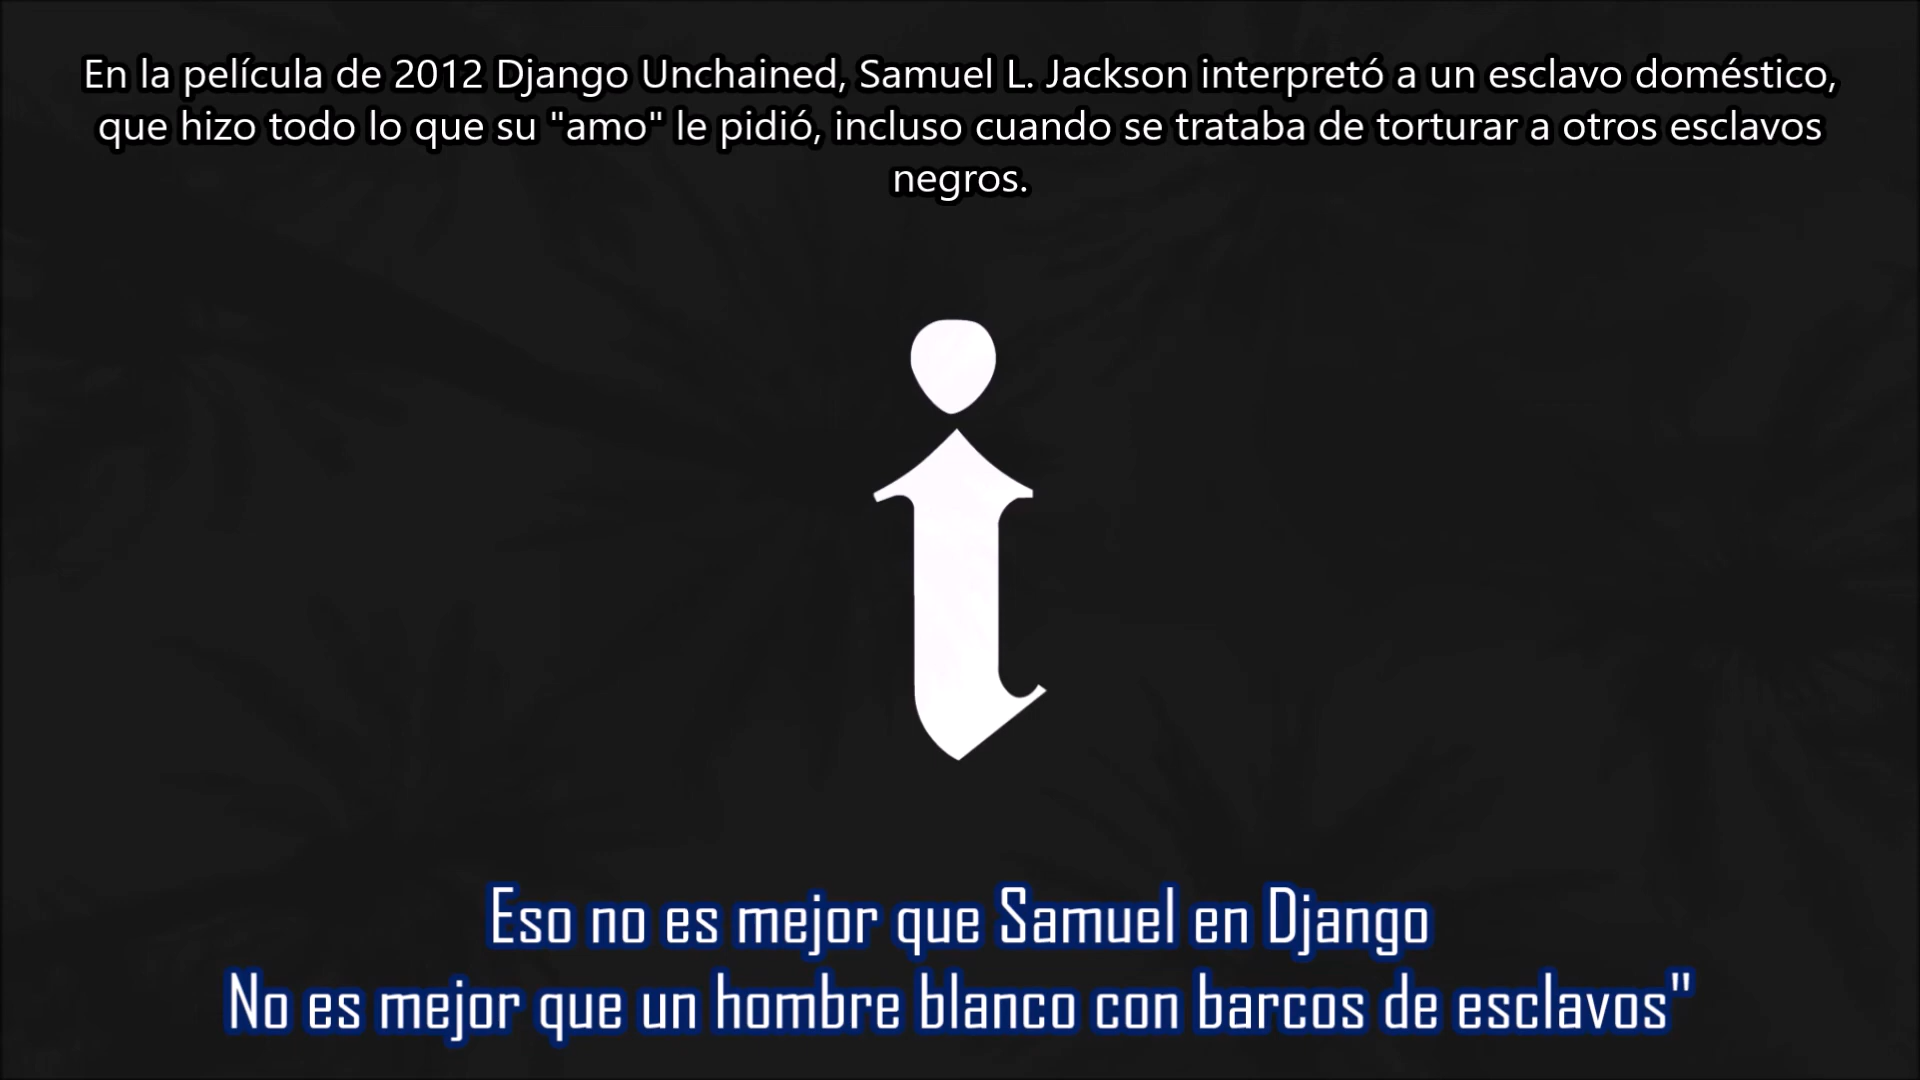 En la película de 2012 Django Unchained, Samuel L. Jackson interpretó a un esclavo doméstico,
que hizo todo lo que su "amo" le pidió, incluso cuando se trataba de torturar a otros esclavos
negros.
i
Eso no es mejor que Samuel en Django
No es mejor que un hombre blanco con barcos de esclavos"